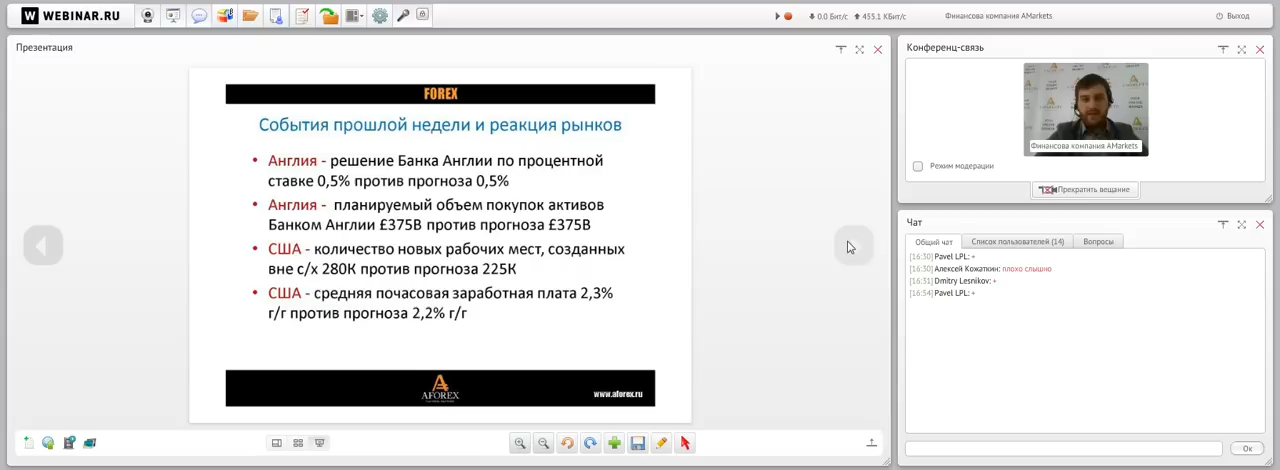 W WEBINAR.RU
0.0 Бит/с 455.1 КБит/с
Финансова компания AMarkets
Выход
Презентация
FOREX
События прошлой недели и реакция рынков
• Англия - решение Банка Англии по процентной
ставке 0,5% против прогноза 0,5%
• Англия - планируемый объем покупок активов
Банком Англии £375B против прогноза £375B
• США - количество новых рабочих мест, созданных
вне с/х 280К против прогноза 225К
• США - средняя почасовая заработная плата 2,3%
г/г против прогноза 2,2% г/г
AFOREX
www.aforex.ru
Конференц-связь
Финансова компания AMarkets
Режим модерации
Прекратить вещание
Чат
Общий чат
Список пользователей (14)
Вопросы
[16:30] Pavel LPL: +
[16:30] Алексей Кожаткин: плохо слышно
[16:31] Dmitry Lesnikov: +
[16:54] Pavel LPL: +
Ок